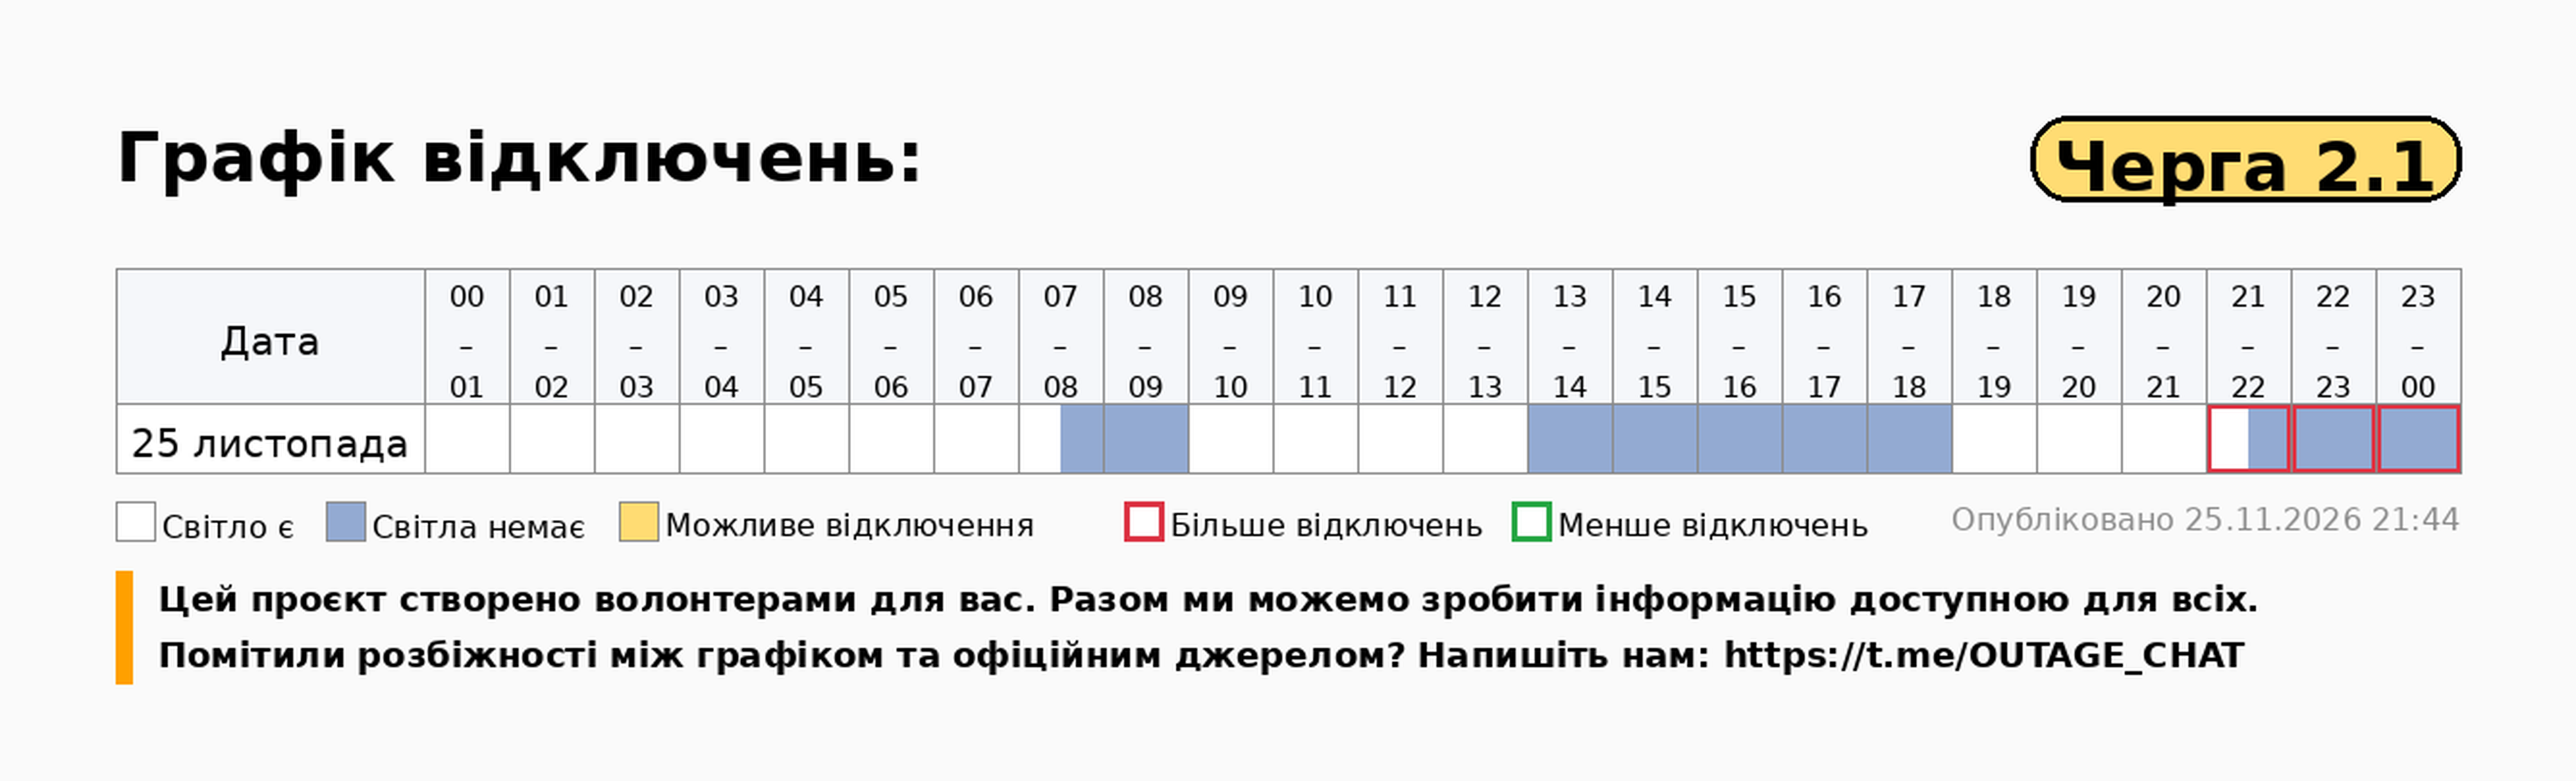 Графік відключень:
Черга 2.1
Дата
00 – 01
01 – 02
02 – 03
03 – 04
04 – 05
05 – 06
06 – 07
07 – 08
08 – 09
09 – 10
10 – 11
11 – 12
12 – 13
13 – 14
14 – 15
15 – 16
16 – 17
17 – 18
18 – 19
19 – 20
20 – 21
21 – 22
22 – 23
23 – 00
25 листопада
Світло є
Світла немає
Можливе відключення
Більше відключень
Менше відключень
Опубліковано 25.11.2026 21:44
Цей проєкт створено волонтерами для вас. Разом ми можемо зробити інформацію доступною для всіх.
Помітили розбіжності між графіком та офіційним джерелом? Напишіть нам: https://t.me/OUTAGE_CHAT